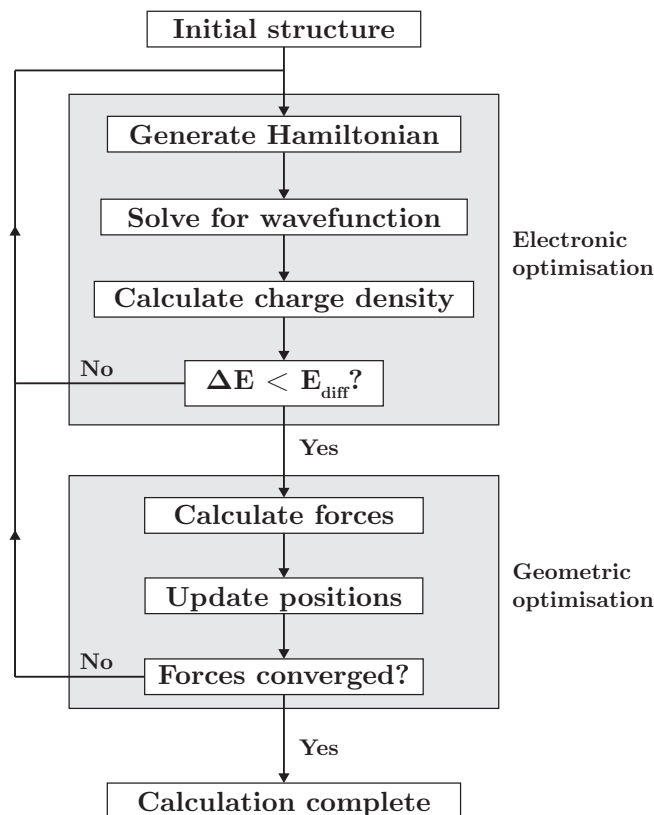 Initial structure
Generate Hamiltonian
Solve for wavefunction
Electronic
optimisation
Calculate charge density
No
ΔE < E_diff?
Yes
Calculate forces
Geometric
optimisation
Update positions
No
Forces converged?
Yes
Calculation complete